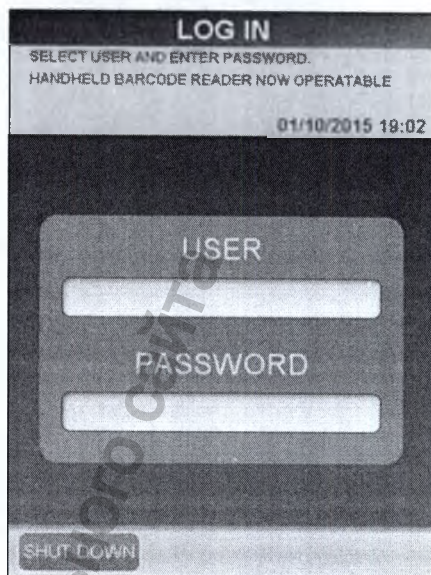 LOG IN
SELECT USER AND ENTER PASSWORD.
HANDHELD BARCODE READER NOW OPERATABLE
01/10/2015 19:02
USER
PASSWORD
SHUT DOWN
сайта